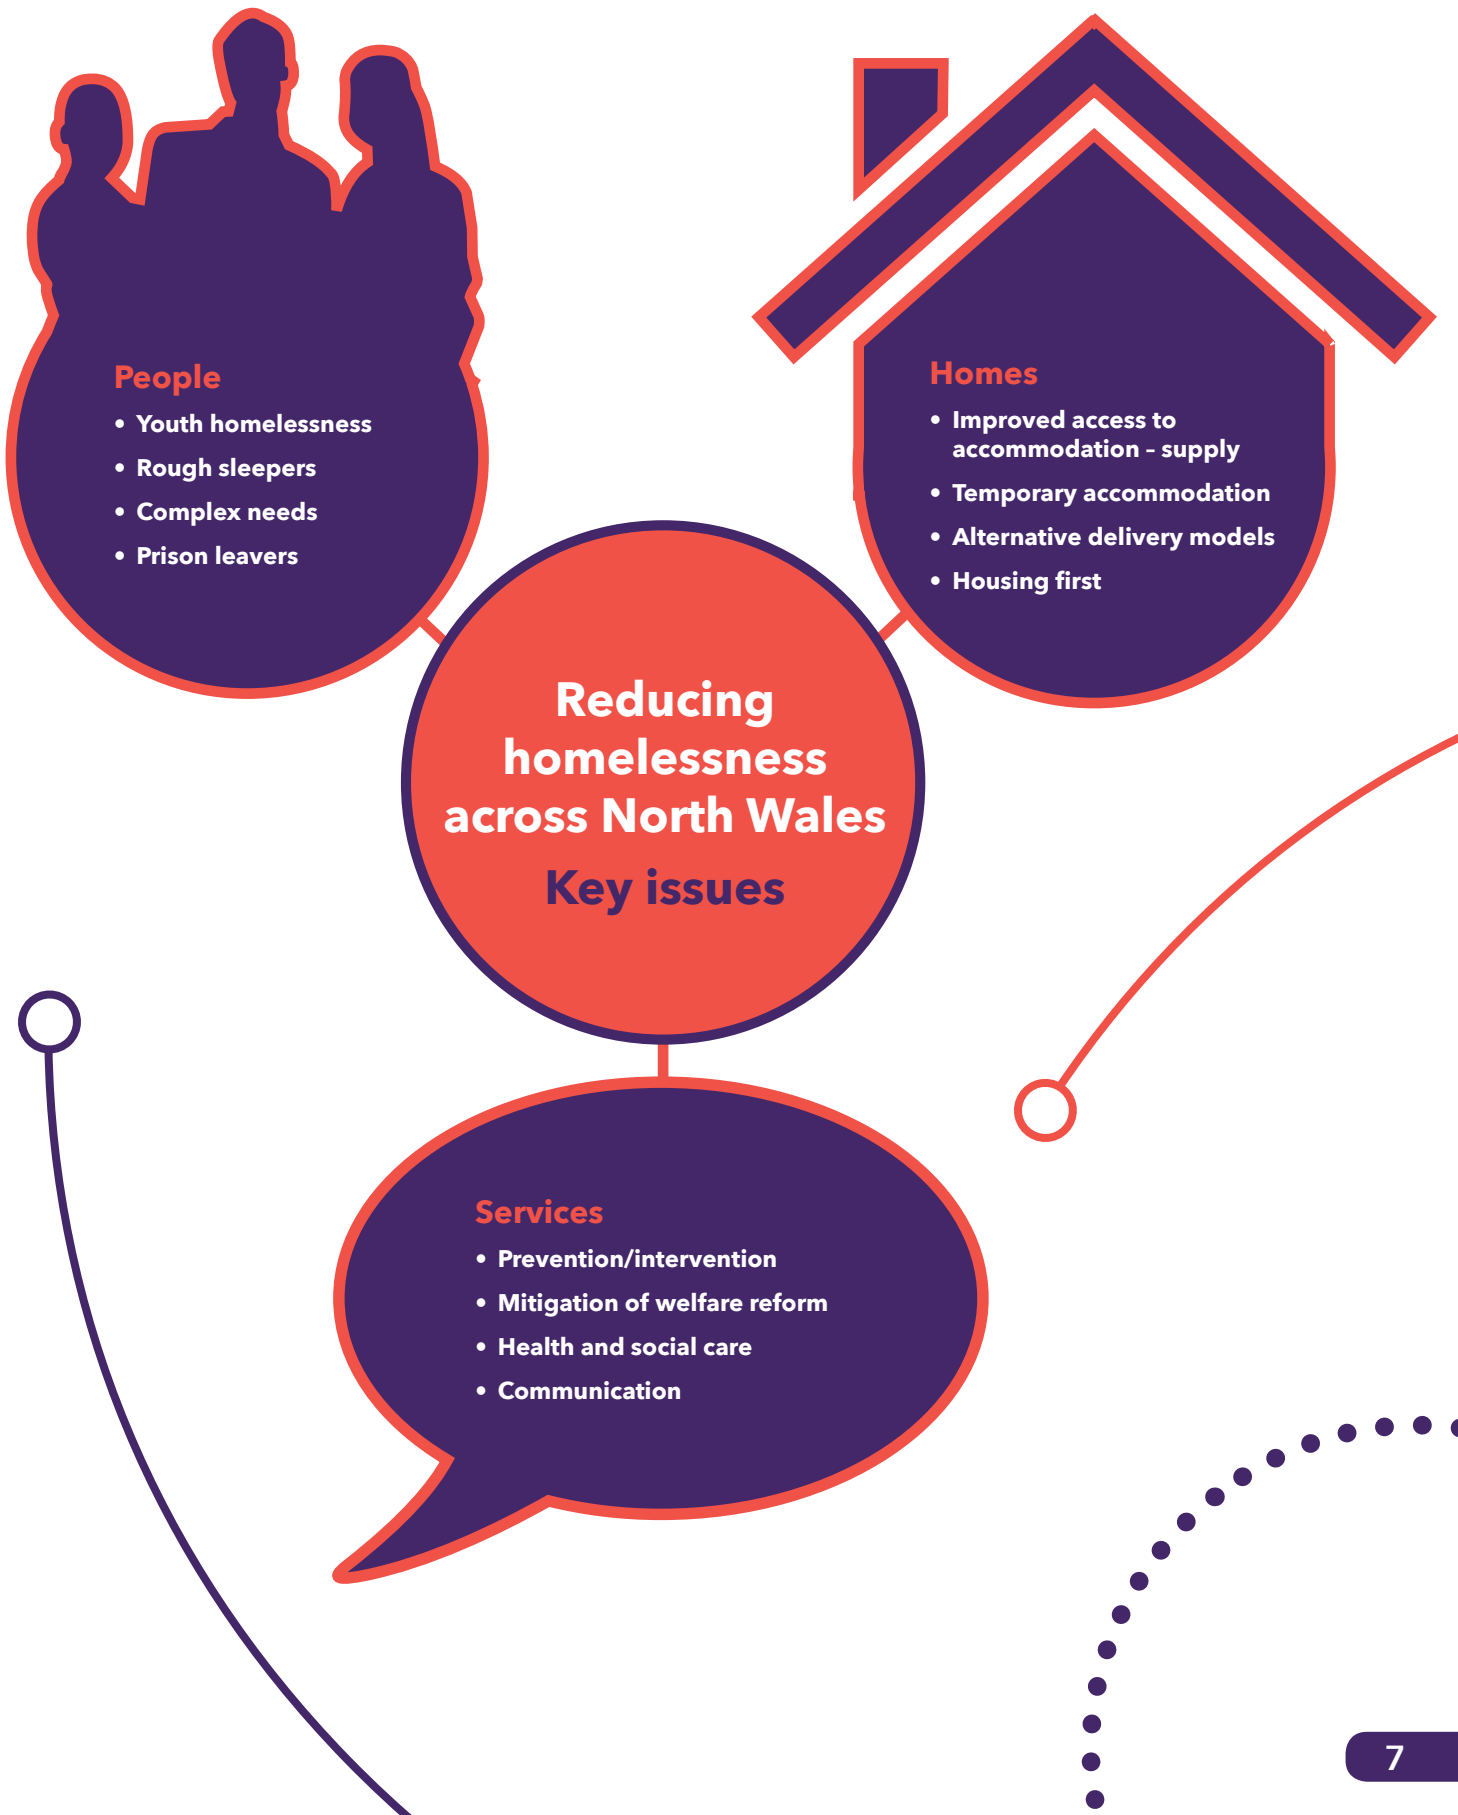 People
• Youth homelessness
• Rough sleepers
• Complex needs
• Prison leavers
Homes
• Improved access to
accommodation – supply
• Temporary accommodation
• Alternative delivery models
• Housing first
Reducing
homelessness
across North Wales
Key issues
Services
• Prevention/intervention
• Mitigation of welfare reform
• Health and social care
• Communication
7